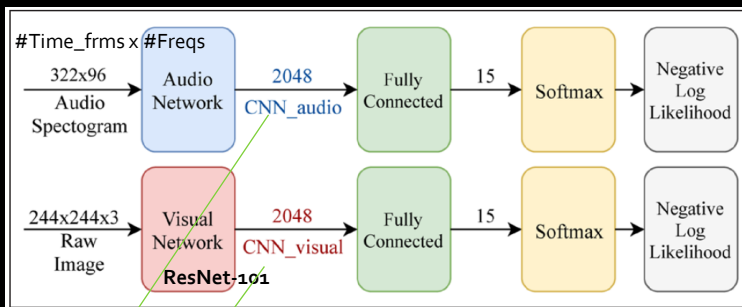 #Time_frms x #Freqs
322x96
Audio
Spectogram
Audio
Network
2048
CNN_audio
Fully
Connected
15
Softmax
Negative
Log
Likelihood
244x244x3
Raw
Image
Visual
Network
ResNet-101
2048
CNN_visual
Fully
Connected
15
Softmax
Negative
Log
Likelihood